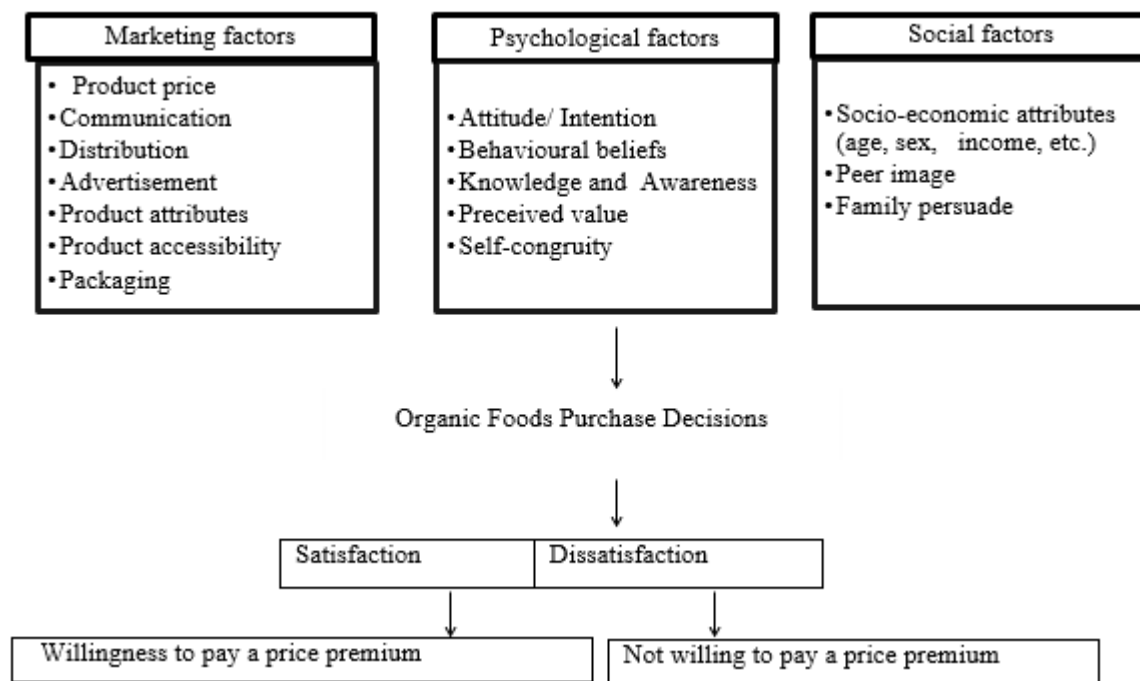 Marketing factors
• Product price
•Communication
•Distribution
•Advertisement
•Product attributes
•Product accessibility
•Packaging
Psychological factors
•Attitude/ Intention
•Behavioural beliefs
•Knowledge and Awareness
•Preceived value
•Self-congruity
Social factors
•Socio-economic attributes
(age, sex, income, etc.)
•Peer image
•Family persuade
Organic Foods Purchase Decisions
Satisfaction
Dissatisfaction
Willingness to pay a price premium
Not willing to pay a price premium